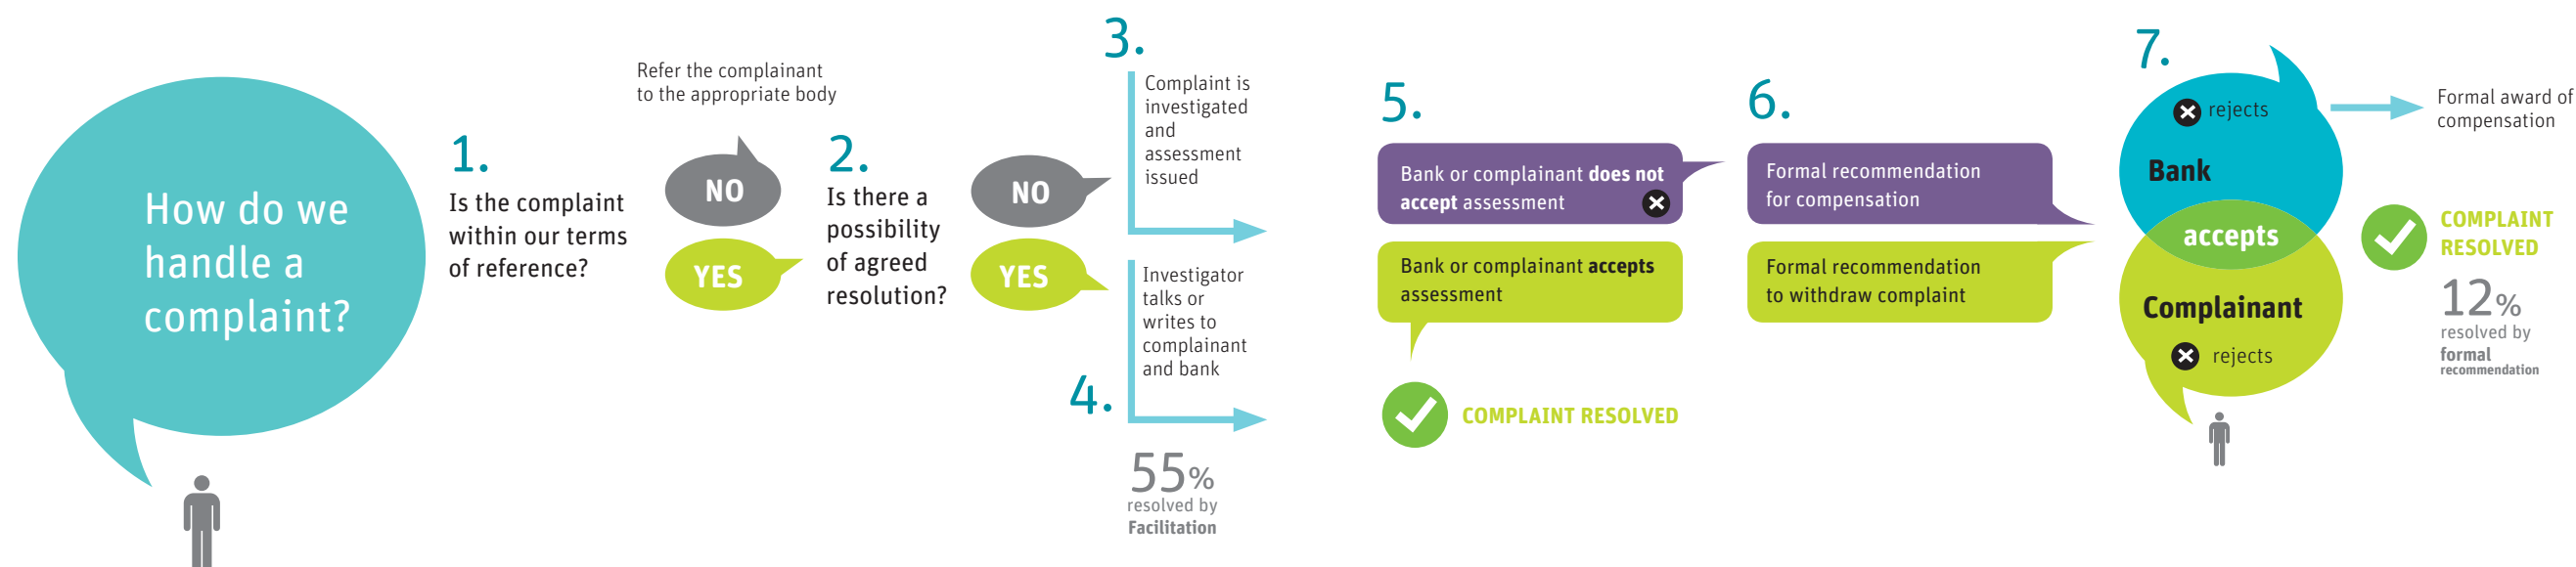 How do we
handle a
complaint?
1.
Is the complaint
within our terms
of reference?
Refer the complainant
to the appropriate body
NO
YES
2.
Is there a
possibility
of agreed
resolution?
NO
YES
3.
Complaint is
investigated
and
assessment
issued
4.
Investigator
talks or
writes to
complainant
and bank
55%
resolved by
Facilitation
5.
Bank or complainant does not
accept assessment
Bank or complainant accepts
assessment
COMPLAINT RESOLVED
6.
Formal recommendation
for compensation
Formal recommendation
to withdraw complaint
7.
rejects
Bank
accepts
Complainant
rejects
Formal award of
compensation
COMPLAINT
RESOLVED
12%
resolved by
formal
recommendation